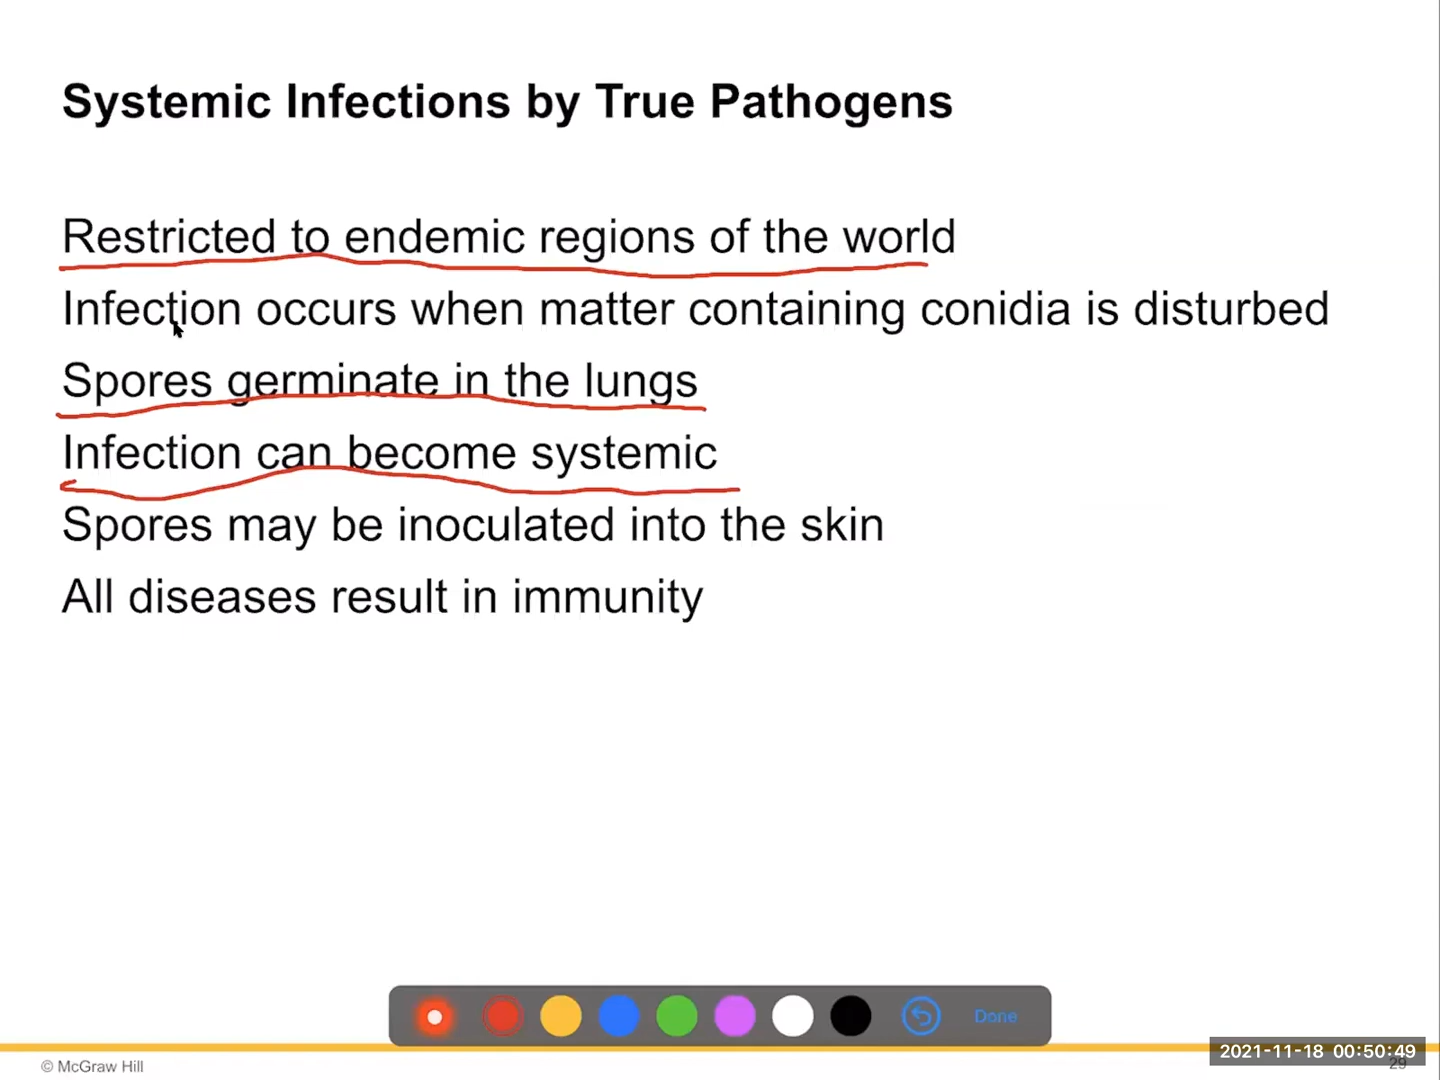 Systemic Infections by True Pathogens
Restricted to endemic regions of the world
Infection occurs when matter containing conidia is disturbed
Spores germinate in the lungs
Infection can become systemic
Spores may be inoculated into the skin
All diseases result in immunity
Done
2021-11-18 00:50:49
© McGraw Hill
29